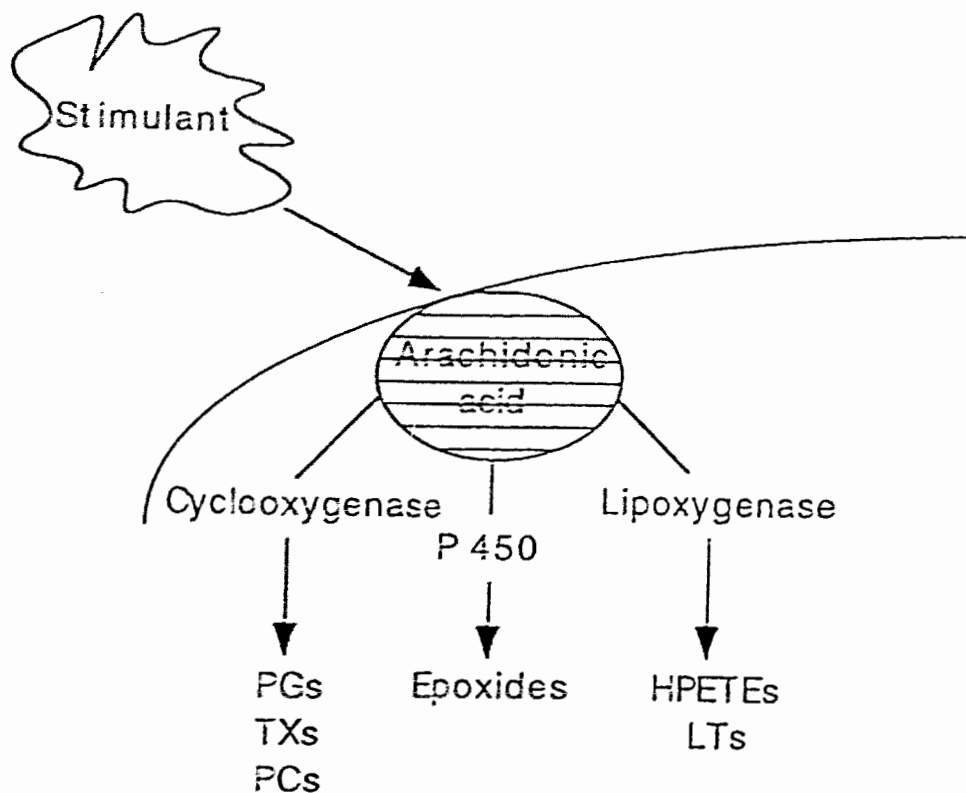 Stimulant
Arachidonic
acid
Cyclooxygenase
P 450
Lipoxygenase
PGs
TXs
PCs
Epoxides
HPETEs
LTs